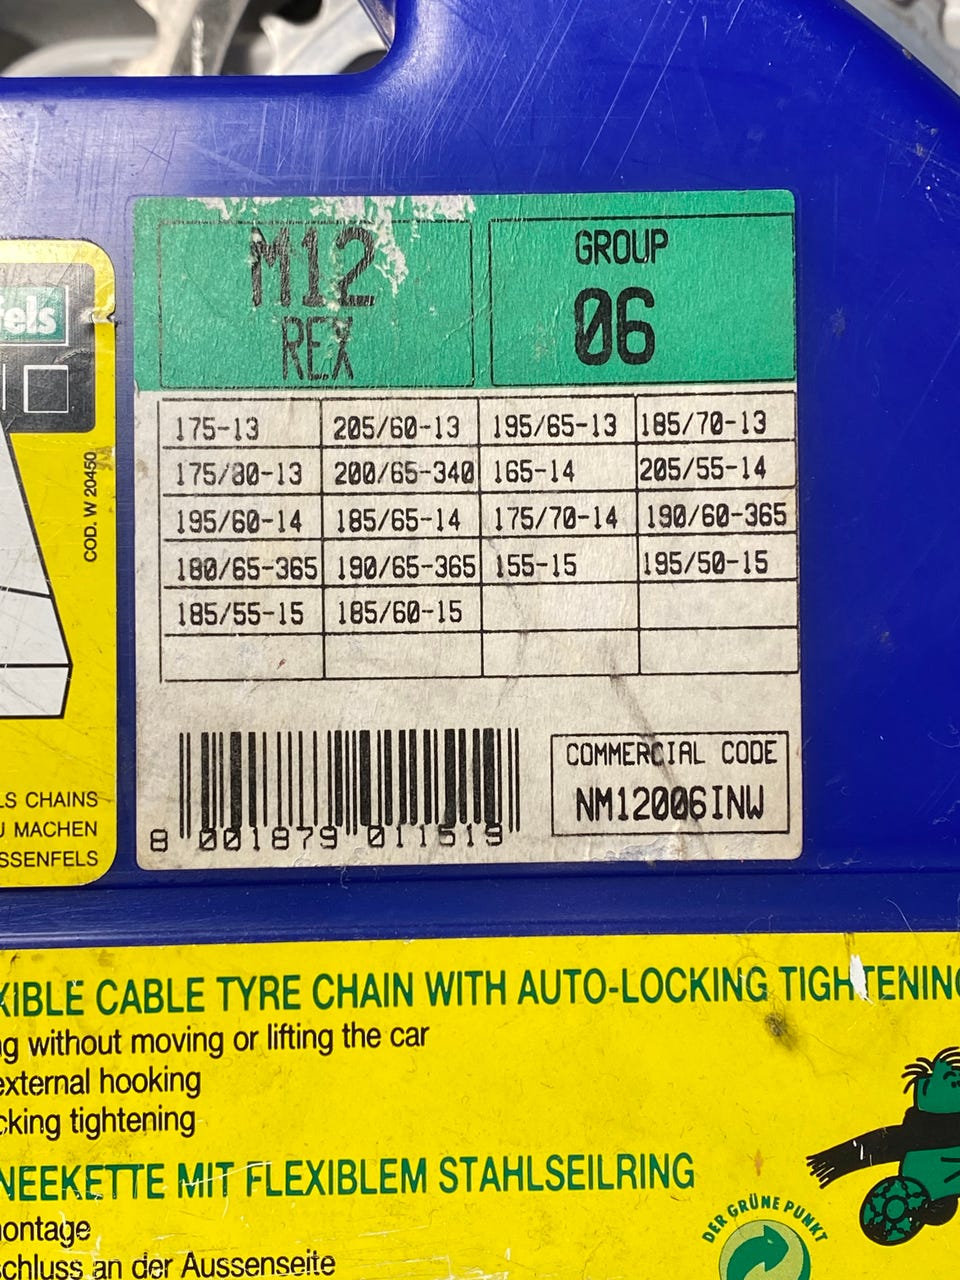 M12
REX
GROUP
06
175-13 205/60-13 195/65-13 185/70-13
175/80-13 200/65-340 165-14 205/55-14
195/60-14 185/65-14 175/70-14 190/60-365
180/65-365 190/65-365 155-15 195/50-15
185/55-15 185/60-15
COMMERCIAL CODE
NM12006INW
8 001879 011519
fels
COD. W 20450
LS CHAINS
U MACHEN
SSENFELS
XIBLE CABLE TYRE CHAIN WITH AUTO-LOCKING TIGHTENING
ng without moving or lifting the car
external hooking
cking tightening
NEEKETTE MIT FLEXIBLEM STAHLSEILRING
montage
schluss an der Aussenseite
DER GRÜNE PUNKT